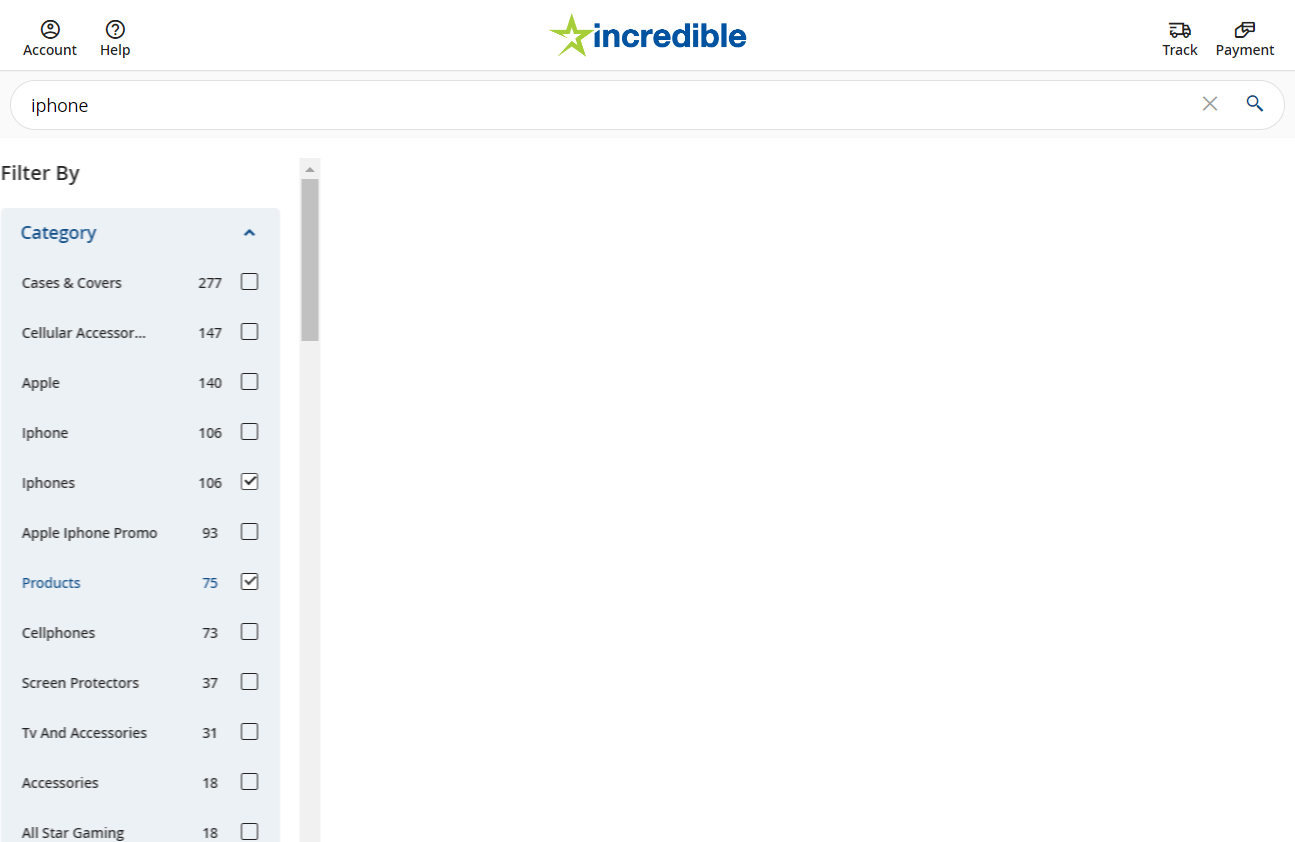 Account
Help
incredible
Track
Payment
iphone
Filter By
Category
Cases & Covers 277
Cellular Accessor... 147
Apple 140
Iphone 106
Iphones 106
Apple Iphone Promo 93
Products 75
Cellphones 73
Screen Protectors 37
Tv And Accessories 31
Accessories 18
All Star Gaming 18